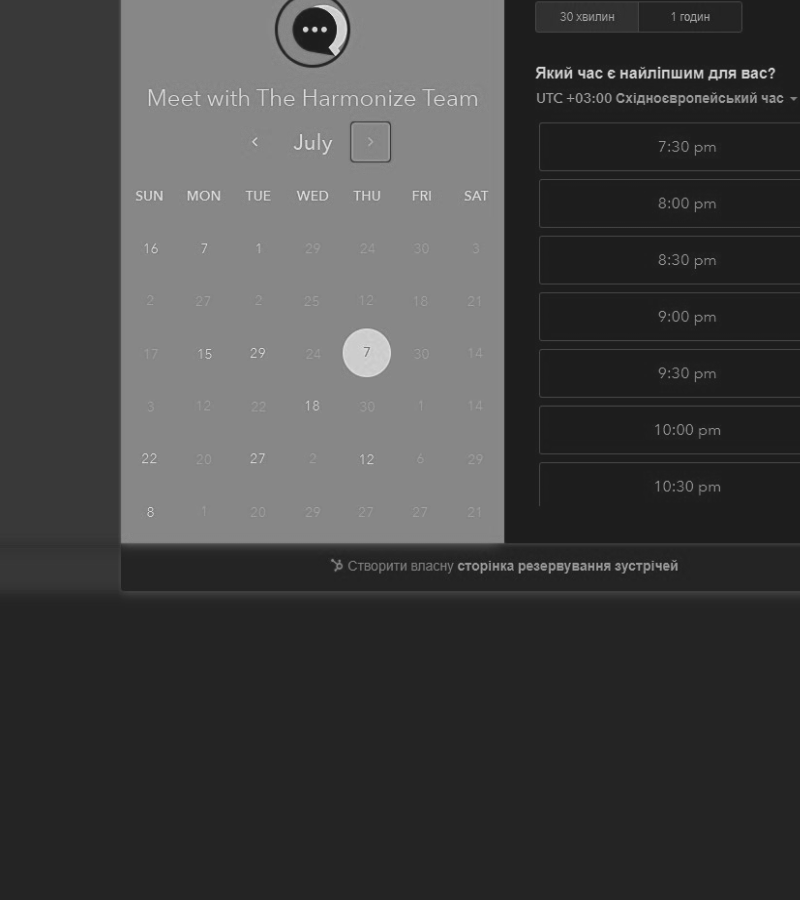 Meet with The Harmonize Team
July
SUN MON TUE WED THU FRI SAT
16 7 1 29 24 30 3
2 27 2 25 12 18 21
17 15 29 24 7 30 14
3 12 22 18 30 1 14
22 20 27 2 12 6 29
8 1 20 29 27 27 21
30 хвилин 1 годин
Який час є найліпшим для вас?
UTC +03:00 Східноєвропейський час
7:30 pm
8:00 pm
8:30 pm
9:00 pm
9:30 pm
10:00 pm
10:30 pm
Створити власну сторінка резервування зустрічей